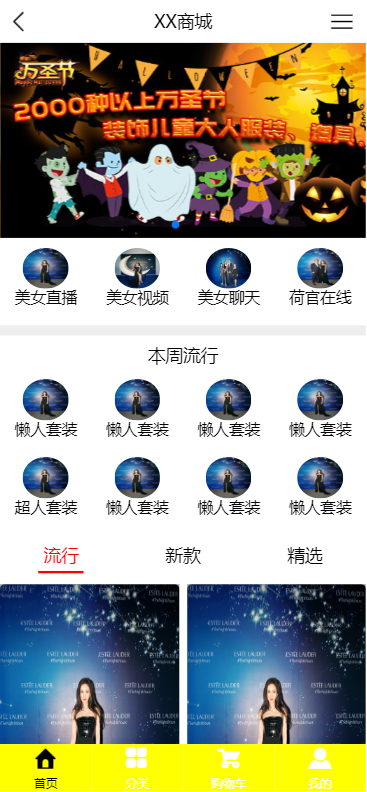 XX商城
BALLOWEEN
万圣节
2000种以上万圣节
装饰儿童大人服装、道具.
美女直播 美女视频 美女聊天 荷官在线
本周流行
懒人套装 懒人套装 懒人套装 懒人套装
超人套装 懒人套装 懒人套装 懒人套装
流行 新款 精选
ESTĒE LAUDER ESTĒE LAUDER
首页 分类 购物车 我的